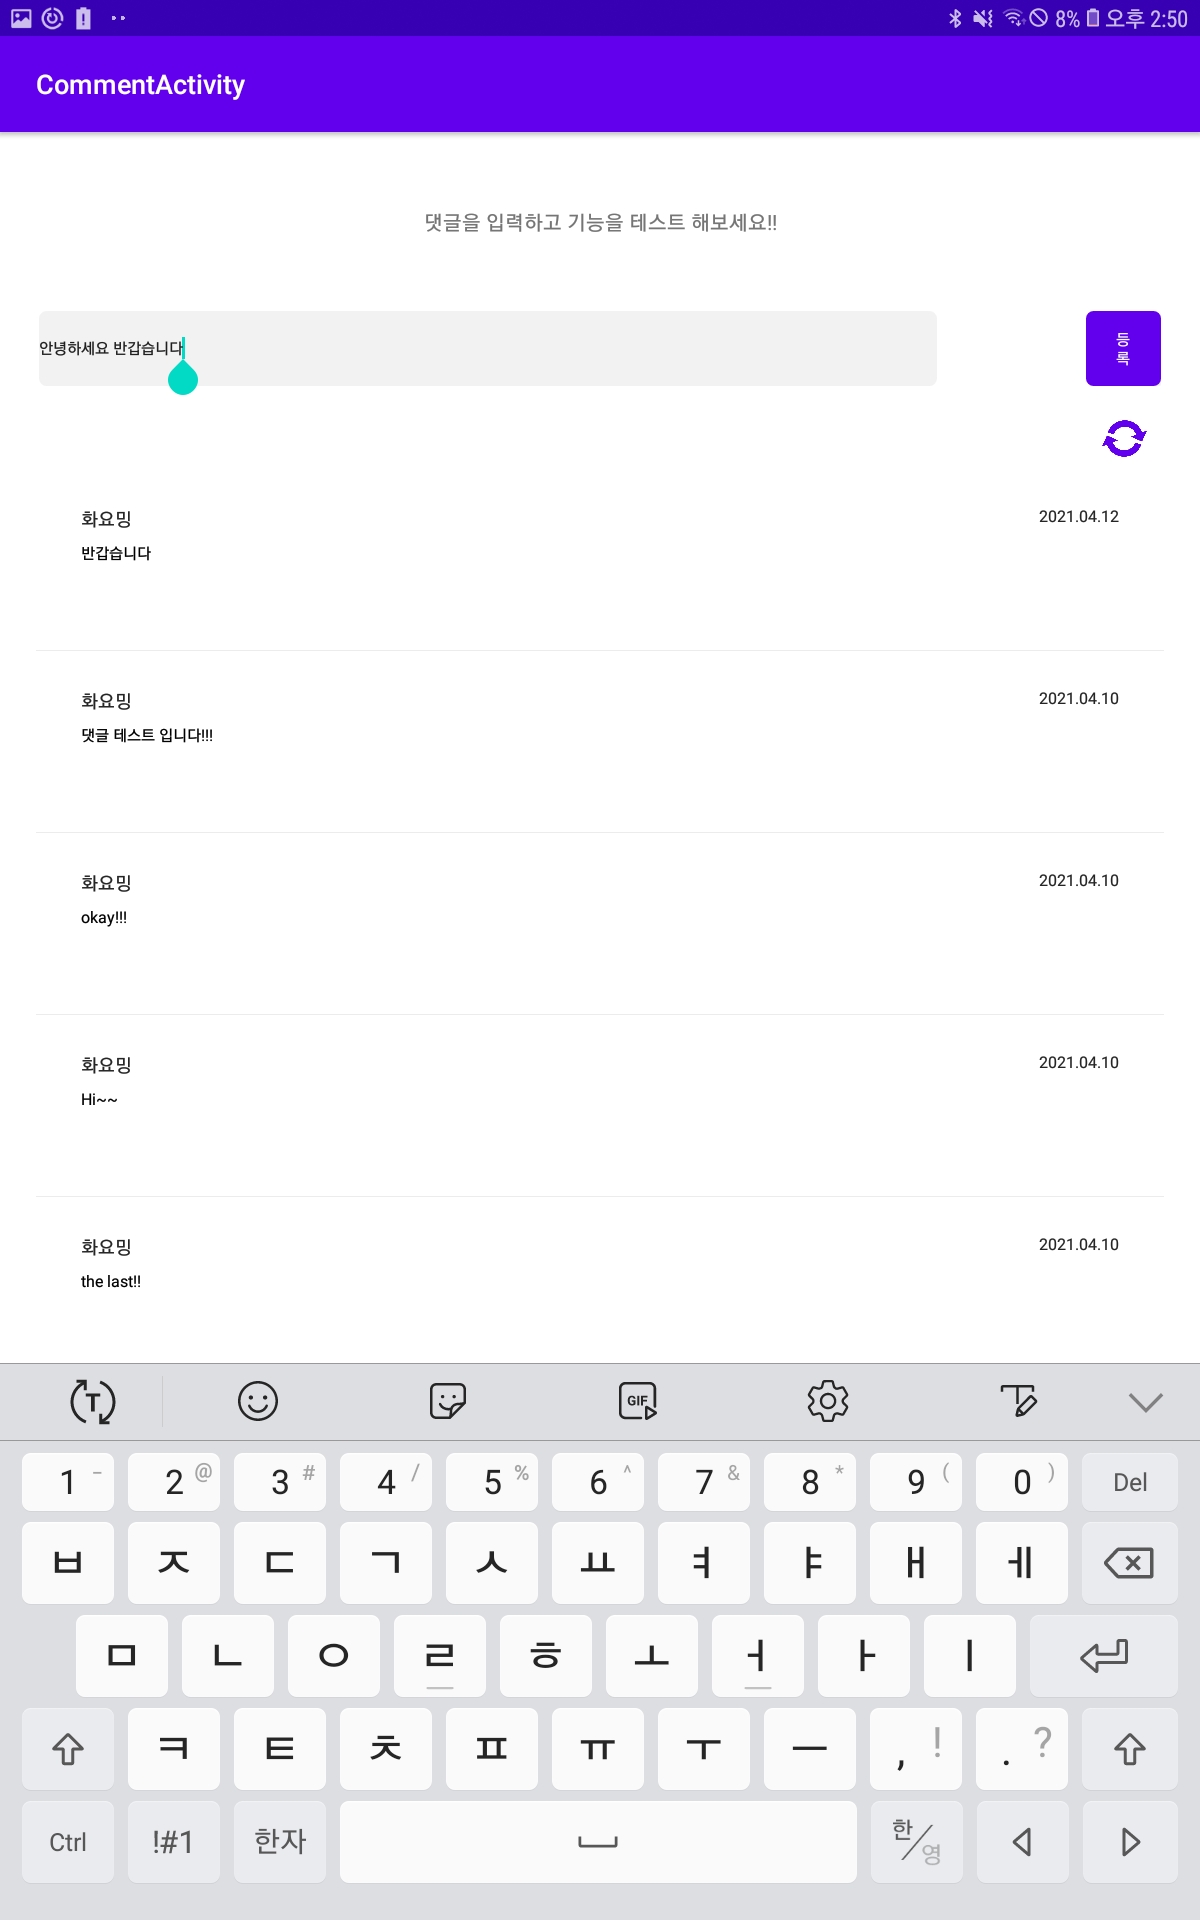 8% 오후 2:50
CommentActivity
댓글을 입력하고 기능을 테스트 해보세요!!
안녕하세요 반갑습니다
등
록
화요밍 2021.04.12
반갑습니다
화요밍 2021.04.10
댓글 테스트 입니다!!!
화요밍 2021.04.10
okay!!!
화요밍 2021.04.10
Hi~~
화요밍 2021.04.10
the last!!
T GIF T
1 - 2 @ 3 # 4 / 5 % 6 ^ 7 & 8 * 9 ( 0 ) Del
ㅂ ㅈ ㄷ ㄱ ㅅ ㅛ ㅕ ㅑ ㅐ ㅔ
ㅁ ㄴ ㅇ ㄹ ㅎ ㅗ ㅓ ㅏ ㅣ
ㅋ ㅌ ㅊ ㅍ ㅠ ㅜ ㅡ , ! . ?
Ctrl !#1 한자 한/영